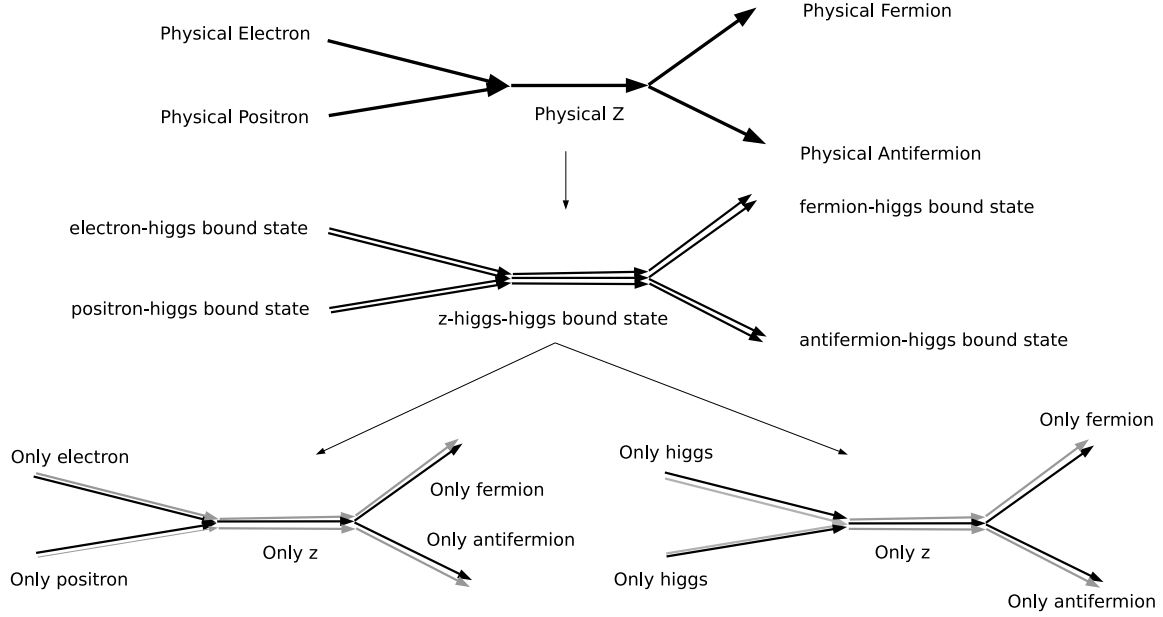 Physical Fermion
Physical Electron
Physical Z
Physical Positron
Physical Antifermion
electron-higgs bound state
fermion-higgs bound state
positron-higgs bound state
z-higgs-higgs bound state
antifermion-higgs bound state
Only electron
Only fermion
Only z
Only antifermion
Only positron
Only higgs
Only fermion
Only z
Only higgs
Only antifermion